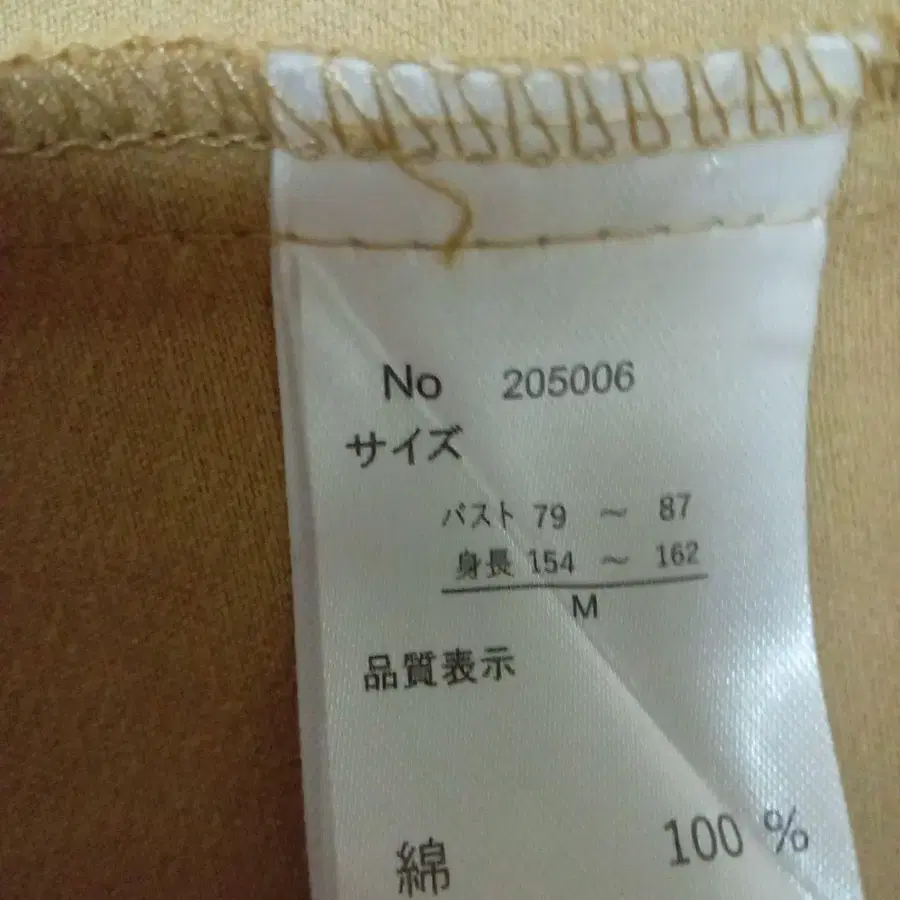 No 205006
サイズ
バスト 79 ～ 87
身長 154 ～ 162
M
品質表示
綿 100 %